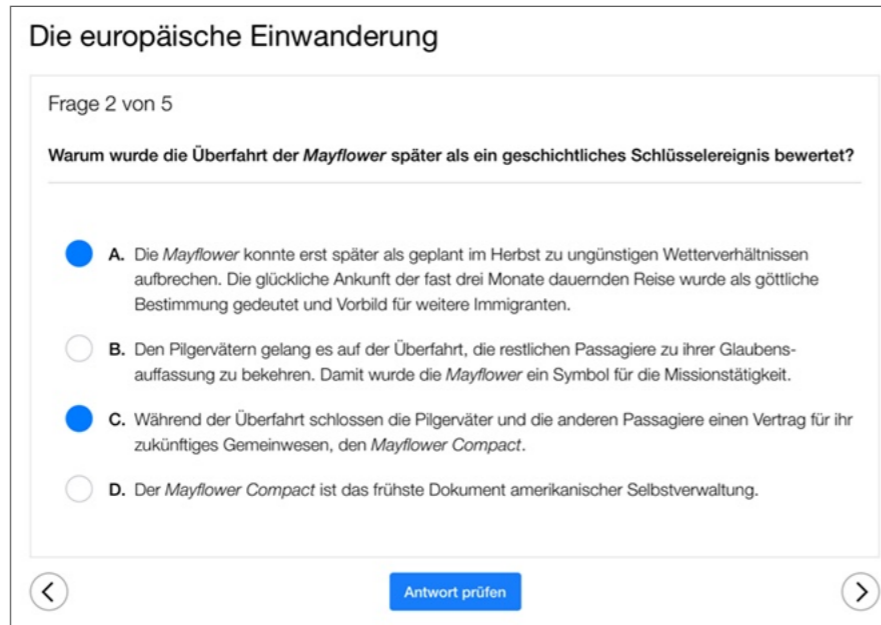 Die europäische Einwanderung
Frage 2 von 5
Warum wurde die Überfahrt der Mayflower später als ein geschichtliches Schlüsselereignis bewertet?
A. Die Mayflower konnte erst später als geplant im Herbst zu ungünstigen Wetterverhältnissen
aufbrechen. Die glückliche Ankunft der fast drei Monate dauernden Reise wurde als göttliche
Bestimmung gedeutet und Vorbild für weitere Immigranten.
B. Den Pilgervätern gelang es auf der Überfahrt, die restlichen Passagiere zu ihrer Glaubens-
auffassung zu bekehren. Damit wurde die Mayflower ein Symbol für die Missionstätigkeit.
C. Während der Überfahrt schlossen die Pilgerväter und die anderen Passagiere einen Vertrag für ihr
zukünftiges Gemeinwesen, den Mayflower Compact.
D. Der Mayflower Compact ist das frühste Dokument amerikanischer Selbstverwaltung.
Antwort prüfen